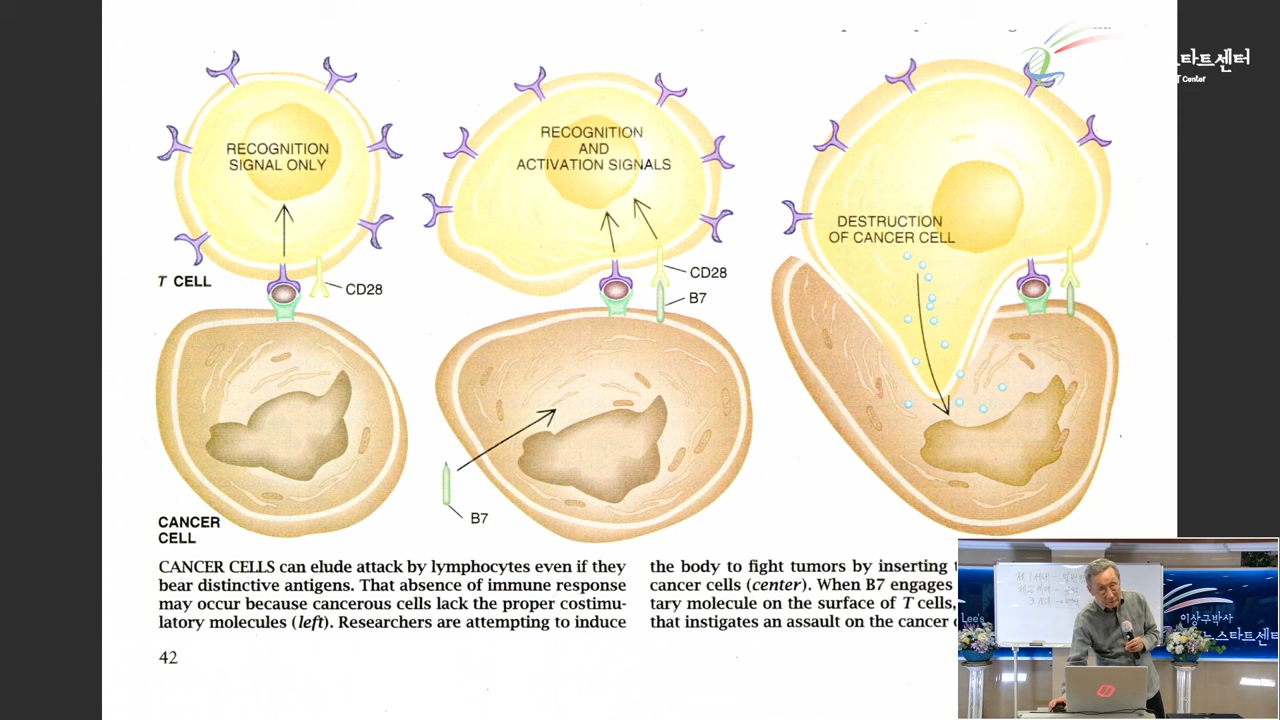 스타트센터
T Center
RECOGNITION
SIGNAL ONLY
RECOGNITION
AND
ACTIVATION SIGNALS
DESTRUCTION
OF CANCER CELL
T CELL
CD28
CD28
B7
B7
CANCER
CELL
CANCER CELLS can elude attack by lymphocytes even if they
bear distinctive antigens. That absence of immune response
may occur because cancerous cells lack the proper costimu-
latory molecules (left). Researchers are attempting to induce
the body to fight tumors by inserting
cancer cells (center). When B7 engages
tary molecule on the surface of T cells,
that instigates an assault on the cancer
42
Lee's
이상구박사
뉴스타트센터